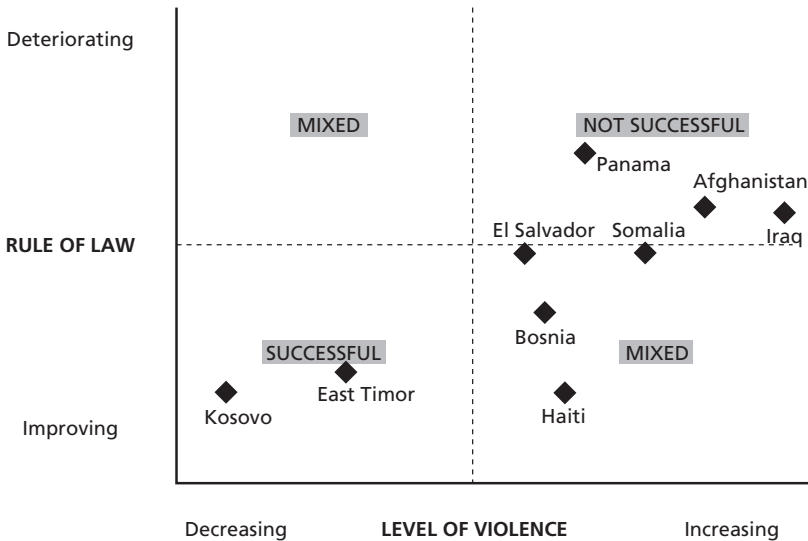 Deteriorating
MIXED
NOT SUCCESSFUL
Panama
Afghanistan
El Salvador
Somalia
Iraq
RULE OF LAW
Bosnia
SUCCESSFUL
MIXED
East Timor
Kosovo
Haiti
Improving
Decreasing
LEVEL OF VIOLENCE
Increasing